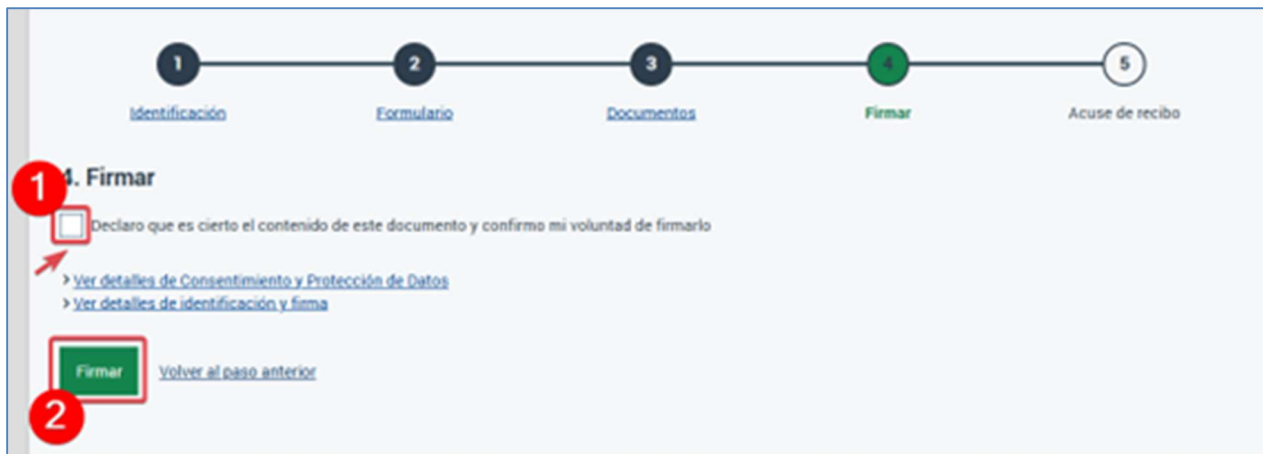 1 2 3 4 5
Identificación Formulario Documentos Firmar Acuse de recibo
1
4. Firmar
Declaro que es cierto el contenido de este documento y confirmo mi voluntad de firmarlo
> Ver detalles de Consentimiento y Protección de Datos
> Ver detalles de identificación y firma
Firmar Volver al paso anterior
2